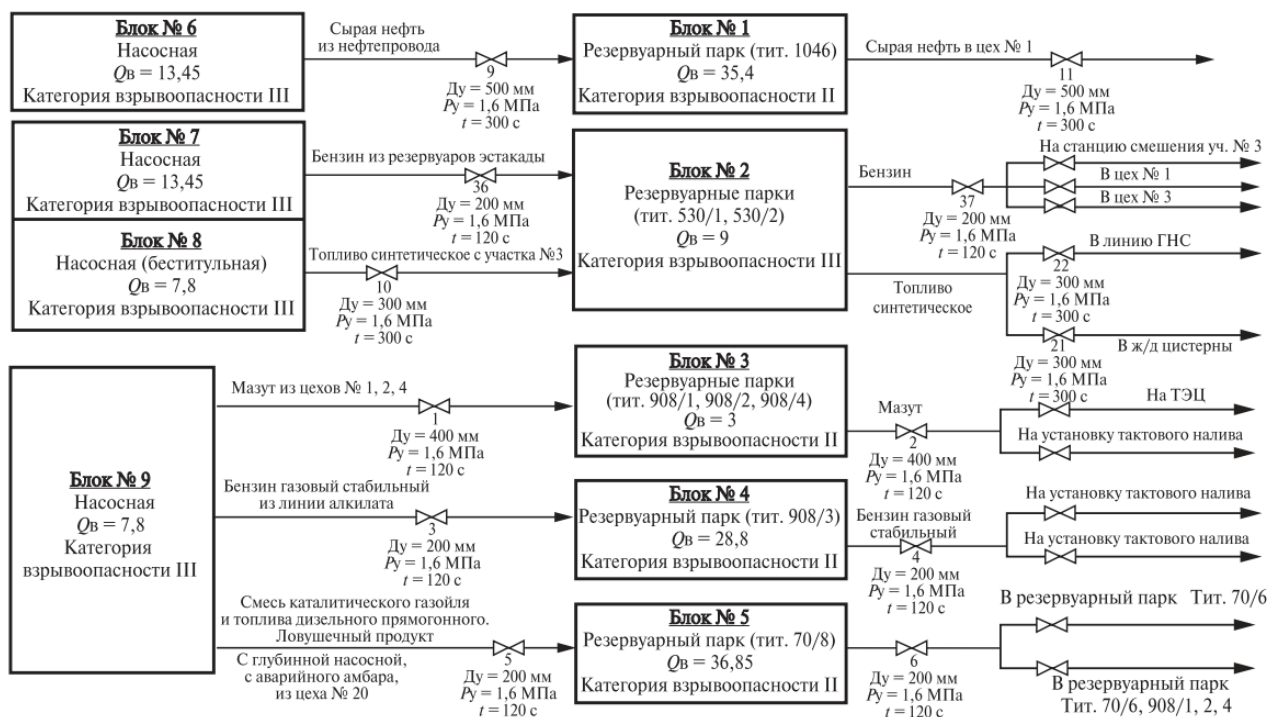 Блок № 6
Насосная
Qв = 13,45
Категория взрывоопасности III
Сырая нефть
из нефтепровода
9
Ду = 500 мм
Ру = 1,6 МПа
t = 300 с
Блок № 1
Резервуарный парк (тит. 1046)
Qв = 35,4
Категория взрывоопасности II
Сырая нефть в цех № 1
11
Ду = 500 мм
Ру = 1,6 МПа
t = 300 с
Блок № 7
Насосная
Qв = 13,45
Категория взрывоопасности III
Бензин из резервуаров эстакады
36
Ду = 200 мм
Ру = 1,6 МПа
t = 120 с
Блок № 8
Насосная (беститульная)
Qв = 7,8
Категория взрывоопасности III
Топливо синтетическое с участка №3
10
Ду = 300 мм
Ру = 1,6 МПа
t = 300 с
Блок № 2
Резервуарные парки
(тит. 530/1, 530/2)
Qв = 9
Категория взрывоопасности III
Бензин
37
Ду = 200 мм
Ру = 1,6 МПа
t = 120 с
На станцию смешения уч. № 3
В цех № 1
В цех № 3
Топливо
синтетическое
В линию ГНС
22
Ду = 300 мм
Ру = 1,6 МПа
t = 300 с
В ж/д цистерны
21
Ду = 300 мм
Ру = 1,6 МПа
t = 300 с
Блок № 9
Насосная
Qв = 7,8
Категория
взрывоопасности III
Мазут из цехов № 1, 2, 4
1
Ду = 400 мм
Ру = 1,6 МПа
t = 120 с
Блок № 3
Резервуарные парки
(тит. 908/1, 908/2, 908/4)
Qв = 3
Категория взрывоопасности II
Мазут
2
Ду = 400 мм
Ру = 1,6 МПа
t = 120 с
На ТЭЦ
На установку тактового налива
Бензин газовый стабильный
из линии алкилата
3
Ду = 200 мм
Ру = 1,6 МПа
t = 120 с
Блок № 4
Резервуарный парк (тит. 908/3)
Qв = 28,8
Категория взрывоопасности II
Бензин газовый
стабильный
4
Ду = 200 мм
Ру = 1,6 МПа
t = 120 с
На установку тактового налива
На установку тактового налива
Смесь каталитического газойля
и топлива дизельного прямогонного.
Ловушечный продукт
С глубинной насосной,
с аварийного амбара,
из цеха № 20
5
Ду = 200 мм
Ру = 1,6 МПа
t = 120 с
Блок № 5
Резервуарный парк (тит. 70/8)
Qв = 36,85
Категория взрывоопасности II
6
Ду = 200 мм
Ру = 1,6 МПа
t = 120 с
В резервуарный парк Тит. 70/6
В резервуарный парк
Тит. 70/6, 908/1, 2, 4